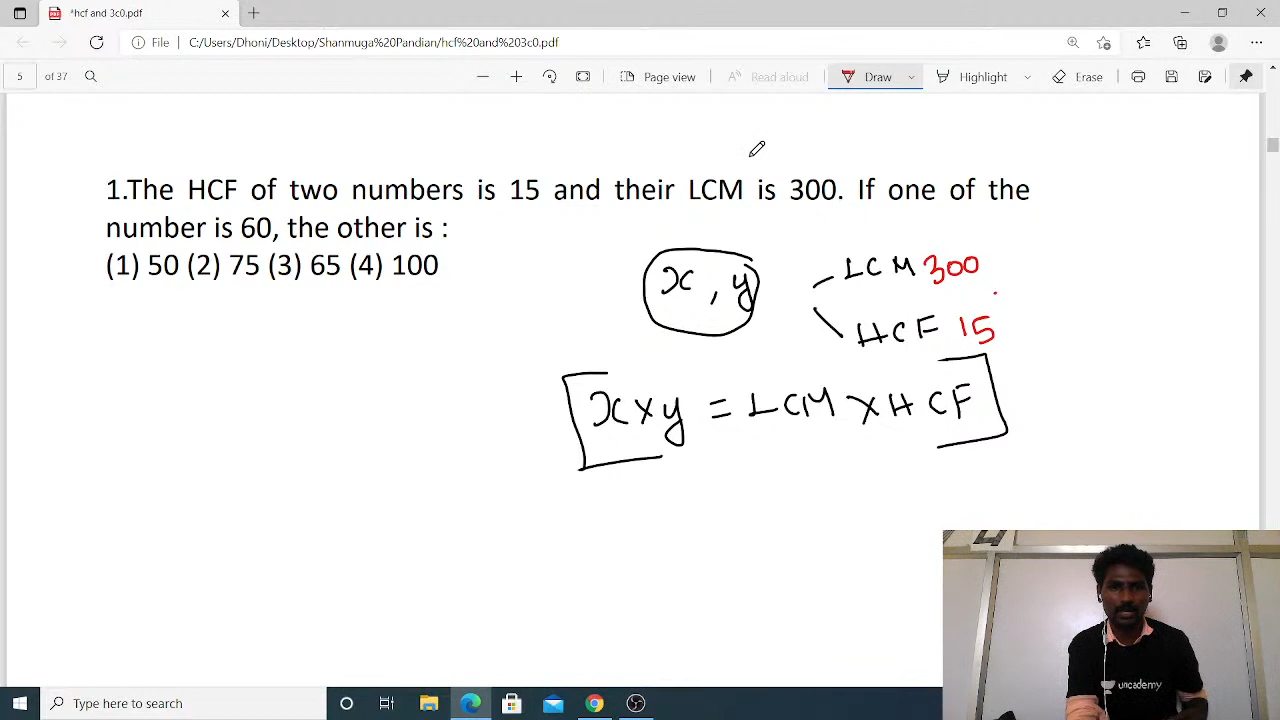 *hcf and 3c0.pdf
File C:/Users/Dhoni/Desktop/Shanmuga%20Pandian/hcf%20and%203c0.pdf
5 of 37 Page view Read aloud Draw Highlight Erase
1.The HCF of two numbers is 15 and their LCM is 300. If one of the
number is 60, the other is :
(1) 50 (2) 75 (3) 65 (4) 100
x, y
LCM 300
HCF 15
x × y = LCM × HCF
unacademy
Type here to search